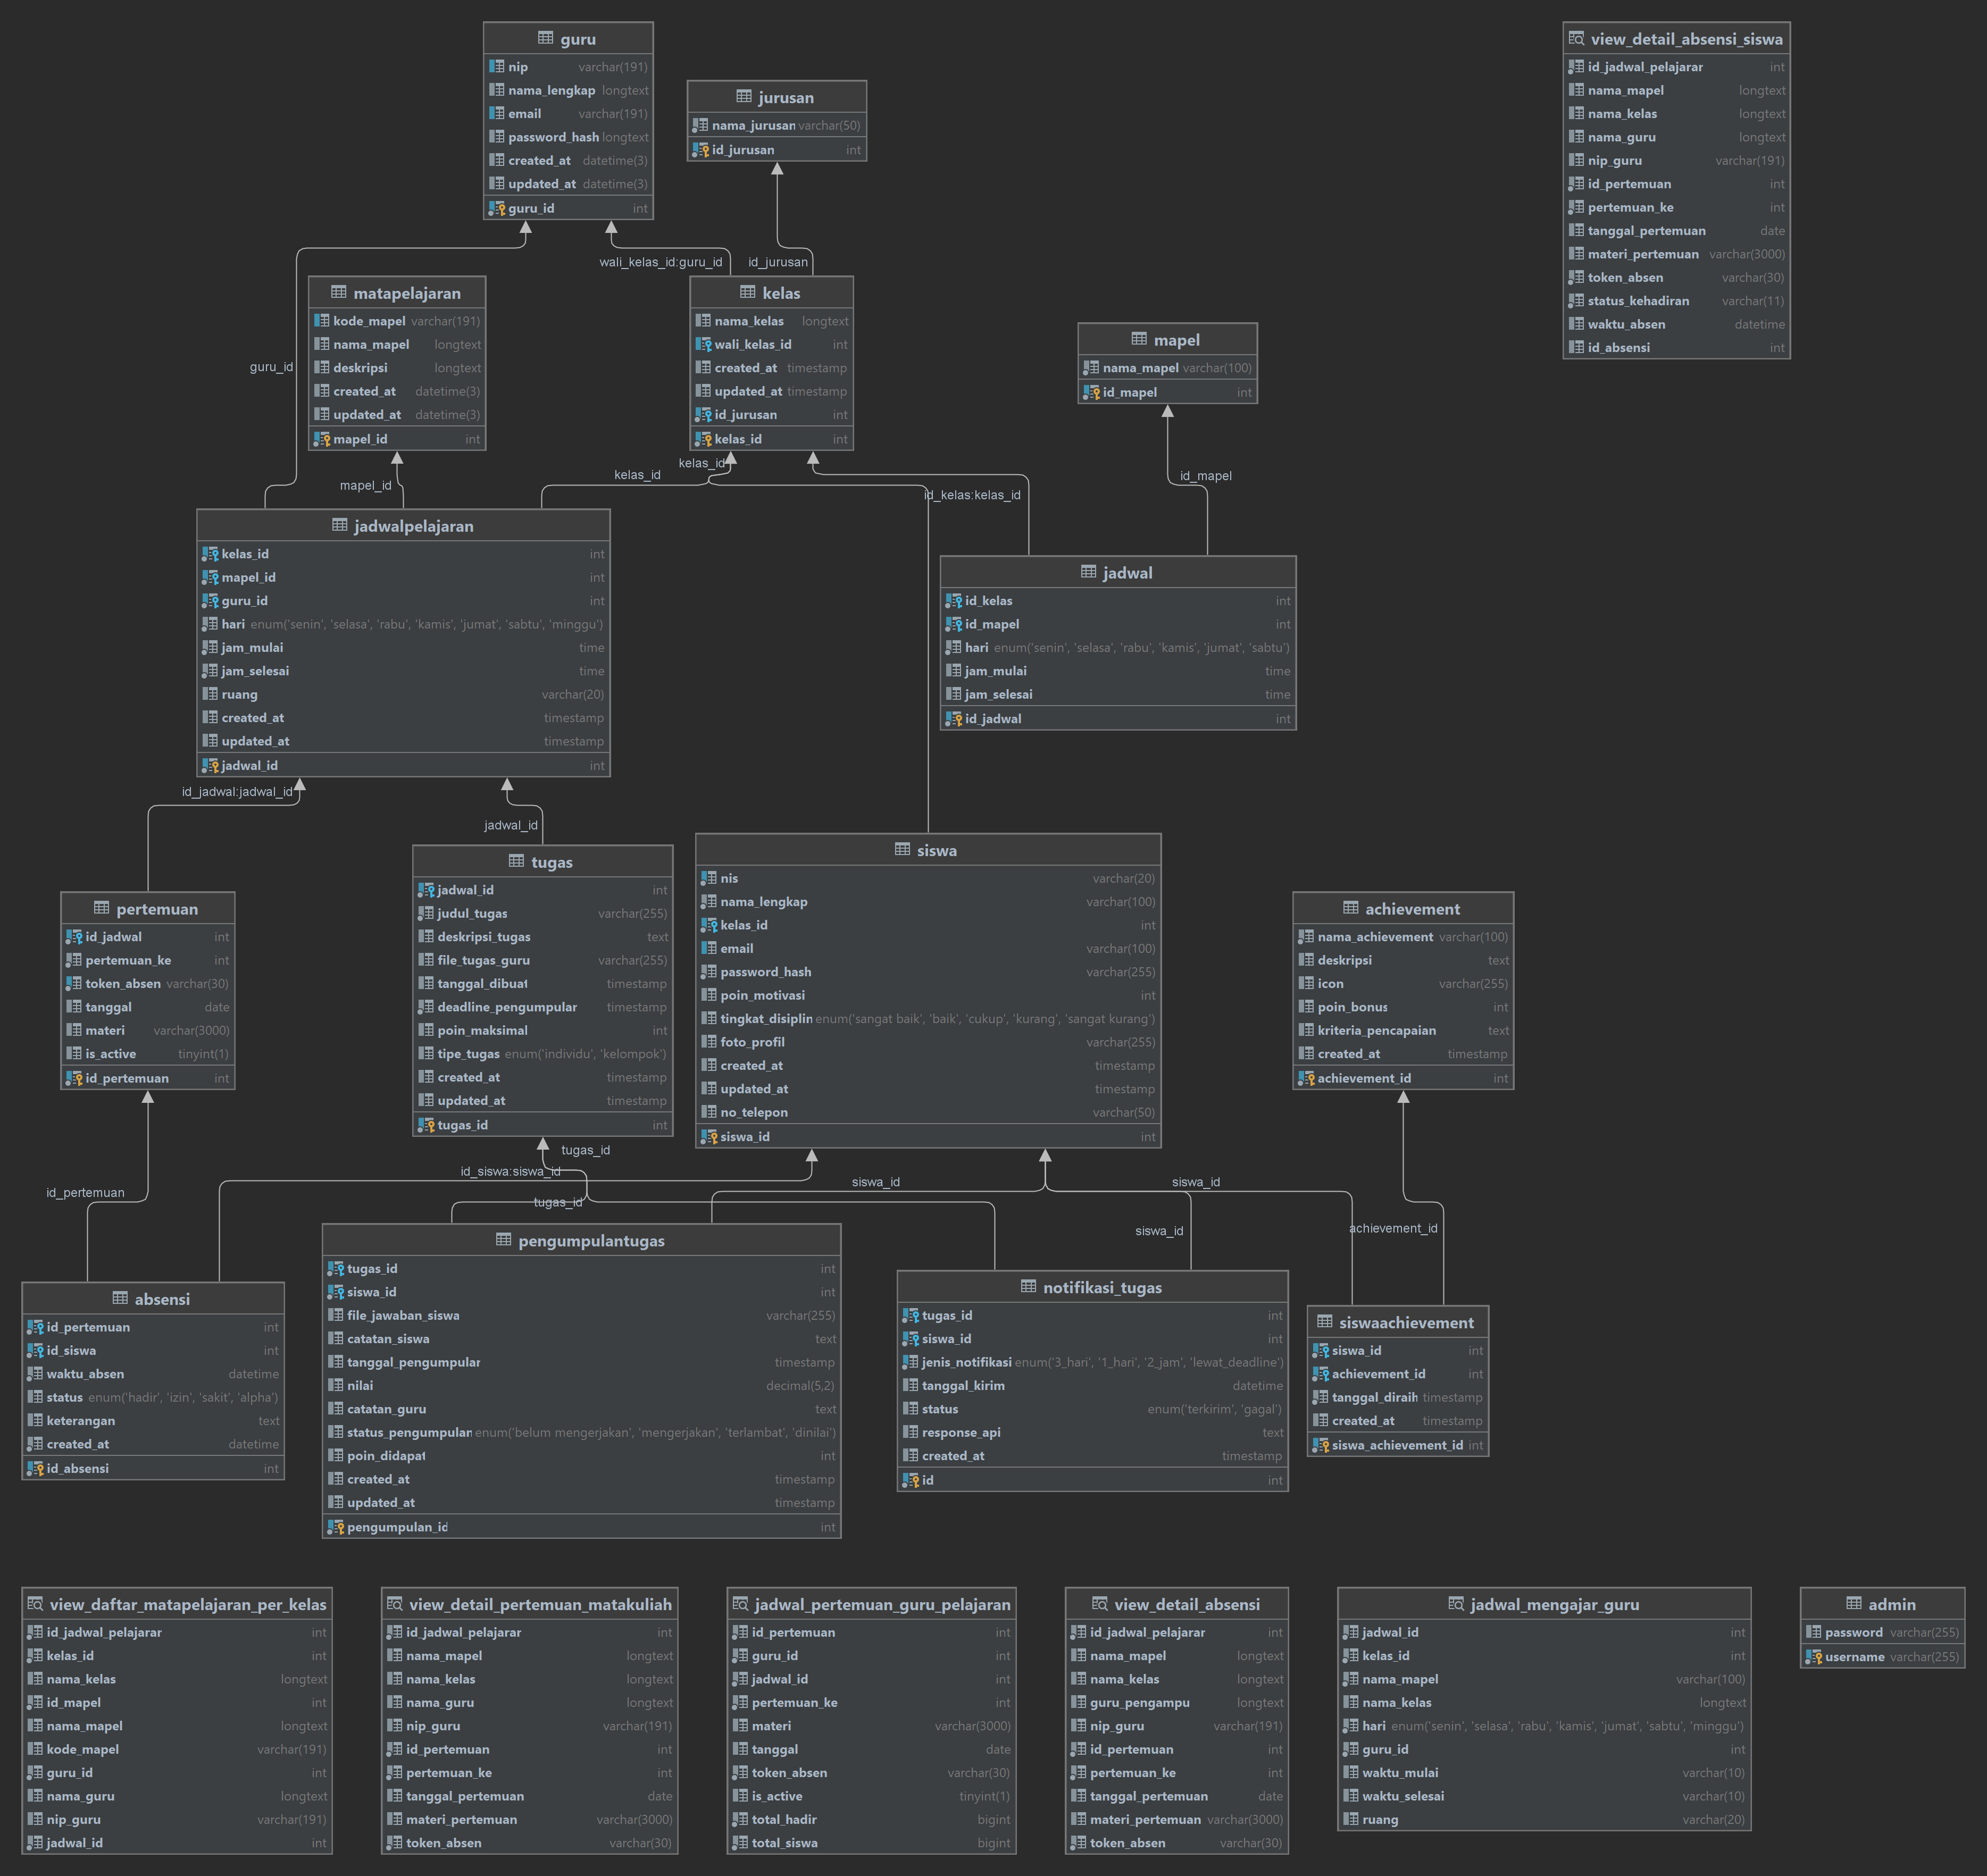 guru
nip varchar(191)
nama_lengkap longtext
email varchar(191)
password_hash longtext
created_at datetime(3)
updated_at datetime(3)
guru_id int
jurusan
nama_jurusan varchar(50)
id_jurusan int
view_detail_absensi_siswa
id_jadwal_pelajarar int
nama_mapel longtext
nama_kelas longtext
nama_guru longtext
nip_guru varchar(191)
id_pertemuan int
pertemuan_ke int
tanggal_pertemuan date
materi_pertemuan varchar(3000)
token_absen varchar(30)
status_kehadiran varchar(11)
waktu_absen datetime
id_absensi int
wali_kelas_id:guru_id
id_jurusan
guru_id
matapelajaran
kode_mapel varchar(191)
nama_mapel longtext
deskripsi longtext
created_at datetime(3)
updated_at datetime(3)
mapel_id int
kelas
nama_kelas longtext
wali_kelas_id int
created_at timestamp
updated_at timestamp
id_jurusan int
kelas_id int
mapel
nama_mapel varchar(100)
id_mapel int
mapel_id
kelas_id
kelas_id
id_kelas:kelas_id
id_mapel
jadwalpelajaran
kelas_id int
mapel_id int
guru_id int
hari enum('senin', 'selasa', 'rabu', 'kamis', 'jumat', 'sabtu', 'minggu')
jam_mulai time
jam_selesai time
ruang varchar(20)
created_at timestamp
updated_at timestamp
jadwal_id int
jadwal
id_kelas int
id_mapel int
hari enum('senin', 'selasa', 'rabu', 'kamis', 'jumat', 'sabtu')
jam_mulai time
jam_selesai time
id_jadwal int
id_jadwal:jadwal_id
jadwal_id
pertemuan
id_jadwal int
pertemuan_ke int
token_absen varchar(30)
tanggal date
materi varchar(3000)
is_active tinyint(1)
id_pertemuan int
tugas
jadwal_id int
judul_tugas varchar(255)
deskripsi_tugas text
file_tugas_guru varchar(255)
tanggal_dibuat timestamp
deadline_pengumpular timestamp
poin_maksimal int
tipe_tugas enum('individu', 'kelompok')
created_at timestamp
updated_at timestamp
tugas_id int
siswa
nis varchar(20)
nama_lengkap varchar(100)
kelas_id int
email varchar(100)
password_hash varchar(255)
poin_motivasi int
tingkat_disiplin enum('sangat baik', 'baik', 'cukup', 'kurang', 'sangat kurang')
foto_profil varchar(255)
created_at timestamp
updated_at timestamp
no_telepon varchar(50)
siswa_id int
achievement
nama_achievement varchar(100)
deskripsi text
icon varchar(255)
poin_bonus int
kriteria_pencapaian text
created_at timestamp
achievement_id int
id_pertemuan
id_siswa:siswa_id
tugas_id
tugas_id
siswa_id
siswa_id
siswa_id
achievement_id
absensi
id_pertemuan int
id_siswa int
waktu_absen datetime
status enum('hadir', 'izin', 'sakit', 'alpha')
keterangan text
created_at datetime
id_absensi int
pengumpulantugas
tugas_id int
siswa_id int
file_jawaban_siswa varchar(255)
catatan_siswa text
tanggal_pengumpular timestamp
nilai decimal(5,2)
catatan_guru text
status_pengumpular enum('belum mengerjakan', 'mengerjakan', 'terlambat', 'dinilai')
poin_didapat int
created_at timestamp
updated_at timestamp
pengumpulan_id int
notifikasi_tugas
tugas_id int
siswa_id int
jenis_notifikasi enum('3_hari', '1_hari', '2_jam', 'lewat_deadline')
tanggal_kirim datetime
status enum('terkirim', 'gagal')
response_api text
created_at timestamp
id int
siswaachievement
siswa_id int
achievement_id int
tanggal_diraih timestamp
created_at timestamp
siswa_achievement_id int
view_daftar_matapelajaran_per_kelas
id_jadwal_pelajarar int
kelas_id int
nama_kelas longtext
id_mapel int
nama_mapel longtext
kode_mapel varchar(191)
guru_id int
nama_guru longtext
nip_guru varchar(191)
jadwal_id int
view_detail_pertemuan_matakuliah
id_jadwal_pelajarar int
nama_mapel longtext
nama_kelas longtext
nama_guru longtext
nip_guru varchar(191)
id_pertemuan int
pertemuan_ke int
tanggal_pertemuan date
materi_pertemuan varchar(3000)
token_absen varchar(30)
jadwal_pertemuan_guru_pelajaran
id_pertemuan int
guru_id int
jadwal_id int
pertemuan_ke int
materi varchar(3000)
tanggal date
token_absen varchar(30)
is_active tinyint(1)
total_hadir bigint
total_siswa bigint
view_detail_absensi
id_jadwal_pelajarar int
nama_mapel longtext
nama_kelas longtext
guru_pengampu longtext
nip_guru varchar(191)
id_pertemuan int
pertemuan_ke int
tanggal_pertemuan date
materi_pertemuan varchar(3000)
token_absen varchar(30)
jadwal_mengajar_guru
jadwal_id int
kelas_id int
nama_mapel varchar(100)
nama_kelas longtext
hari enum('senin', 'selasa', 'rabu', 'kamis', 'jumat', 'sabtu', 'minggu')
guru_id int
waktu_mulai varchar(10)
waktu_selesai varchar(10)
ruang varchar(20)
admin
password varchar(255)
username varchar(255)